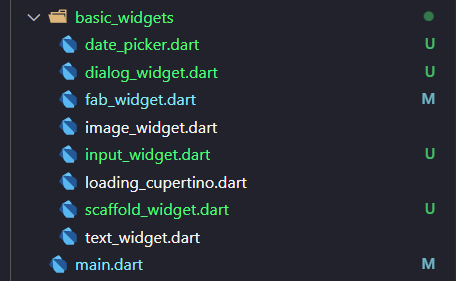 basic_widgets
date_picker.dart U
dialog_widget.dart U
fab_widget.dart M
image_widget.dart
input_widget.dart U
loading_cupertino.dart
scaffold_widget.dart U
text_widget.dart
main.dart M